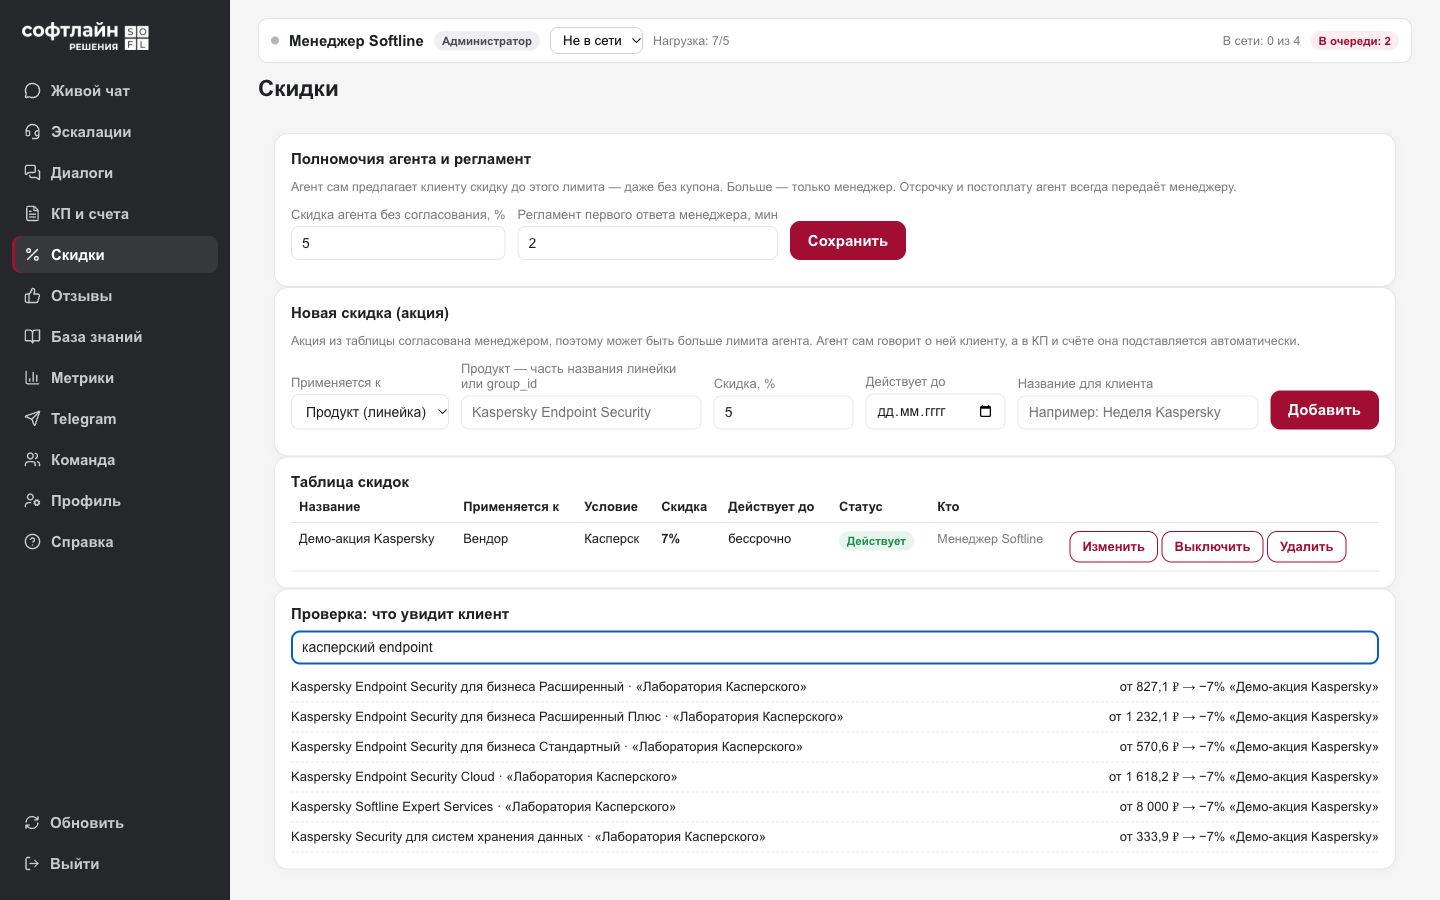 софтлайн
РЕШЕНИЯ
SO
FL
Живой чат
Эскалации
Диалоги
КП и счета
Скидки
Отзывы
База знаний
Метрики
Telegram
Команда
Профиль
Справка
Обновить
Выйти
Менеджер Softline Администратор Не в сети Нагрузка: 7/5 В сети: 0 из 4 В очереди: 2
Скидки
Полномочия агента и регламент
Агент сам предлагает клиенту скидку до этого лимита — даже без купона. Больше — только менеджер. Отсрочку и постоплату агент всегда передаёт менеджеру.
Скидка агента без согласования, % Регламент первого ответа менеджера, мин
5 2 Сохранить
Новая скидка (акция)
Акция из таблицы согласована менеджером, поэтому может быть больше лимита агента. Агент сам говорит о ней клиенту, а в КП и счёте она подставляется автоматически.
Применяется к
Продукт (линейка)
Продукт — часть названия линейки
или group_id
Kaspersky Endpoint Security
Скидка, %
5
Действует до
дд.мм.гггг
Название для клиента
Например: Неделя Kaspersky
Добавить
Таблица скидок
Название Применяется к Условие Скидка Действует до Статус Кто
Демо-акция Kaspersky Вендор Касперск 7% бессрочно Действует Менеджер Softline Изменить Выключить Удалить
Проверка: что увидит клиент
касперский endpoint
Kaspersky Endpoint Security для бизнеса Расширенный · «Лаборатория Касперского» от 827,1 ₽ → −7% «Демо-акция Kaspersky»
Kaspersky Endpoint Security для бизнеса Расширенный Плюс · «Лаборатория Касперского» от 1 232,1 ₽ → −7% «Демо-акция Kaspersky»
Kaspersky Endpoint Security для бизнеса Стандартный · «Лаборатория Касперского» от 570,6 ₽ → −7% «Демо-акция Kaspersky»
Kaspersky Endpoint Security Cloud · «Лаборатория Касперского» от 1 618,2 ₽ → −7% «Демо-акция Kaspersky»
Kaspersky Softline Expert Services · «Лаборатория Касперского» от 8 000 ₽ → −7% «Демо-акция Kaspersky»
Kaspersky Security для систем хранения данных · «Лаборатория Касперского» от 333,9 ₽ → −7% «Демо-акция Kaspersky»